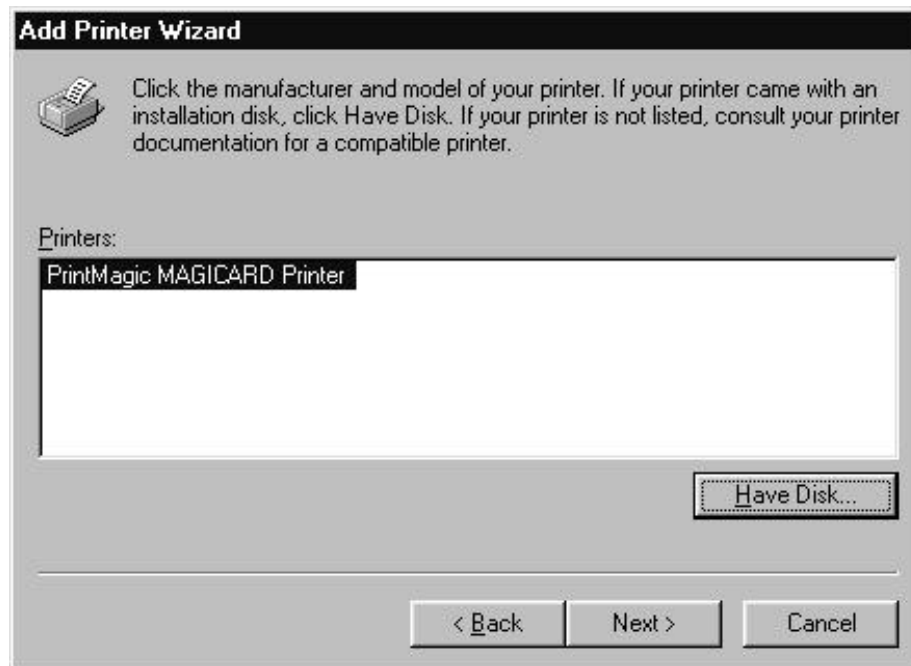 Add Printer Wizard
Click the manufacturer and model of your printer. If your printer came with an
installation disk, click Have Disk. If your printer is not listed, consult your printer
documentation for a compatible printer.
Printers:
PrintMagic MAGICARD Printer
Have Disk...
< Back
Next >
Cancel